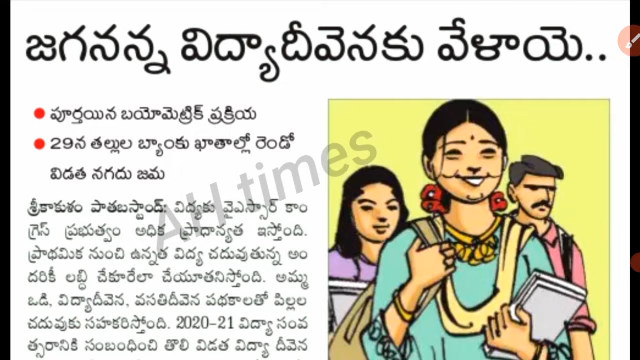 జగనన్న విద్యాదీవెనకు వేళాయె..
పూర్తయిన బయోమెట్రిక్ ప్రక్రియ
29న తల్లుల బ్యాంకు ఖాతాల్లో రెండో
విడత నగదు జమ
శ్రీకాకుళం పాతబస్టాండ్: విద్యకు వైఎస్సార్ కాం
గ్రెస్ ప్రభుత్వం అధిక ప్రాధాన్యత ఇస్తోంది.
ప్రాథమిక నుంచి ఉన్నత విద్య చదువుతున్న అం
దరికీ లబ్ధి చేకూరేలా చేయూతనిస్తోంది. అమ్మ
ఒడి, విద్యాదీవెన, వసతిదీవెన పథకాలతో పిల్లల
చదువుకు సహకరిస్తోంది. 2020-21 విద్యా సంవ
త్సరానికి సంబంధించి తొలి విడత విద్యా దీవెన